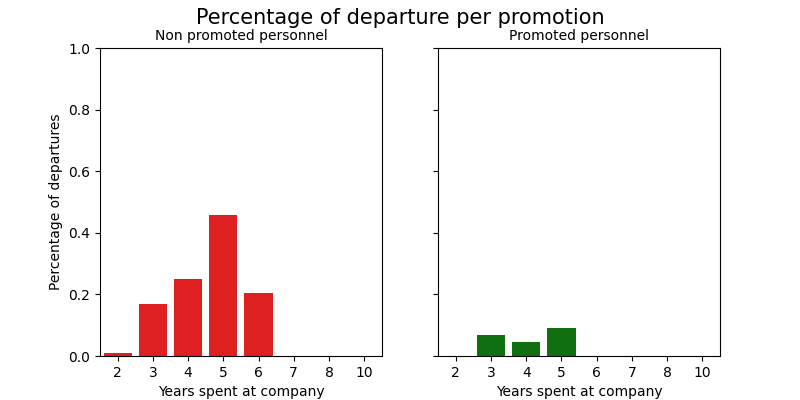 Percentage of departure per promotion
Non promoted personnel
Promoted personnel
Percentage of departures
1.0
0.8
0.6
0.4
0.2
0.0
2 3 4 5 6 7 8 10
2 3 4 5 6 7 8 10
Years spent at company
Years spent at company